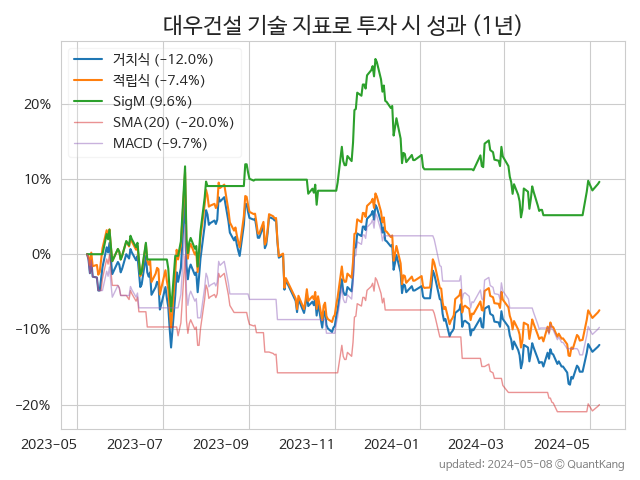 대우건설 기술 지표로 투자 시 성과 (1년)
거치식 (−12.0%)
적립식 (−7.4%)
SigM (9.6%)
SMA(20) (−20.0%)
MACD (−9.7%)
20%
10%
0%
−10%
−20%
2023-05 2023-07 2023-09 2023-11 2024-01 2024-03 2024-05
updated: 2024-05-08 ⓒ QuantKang